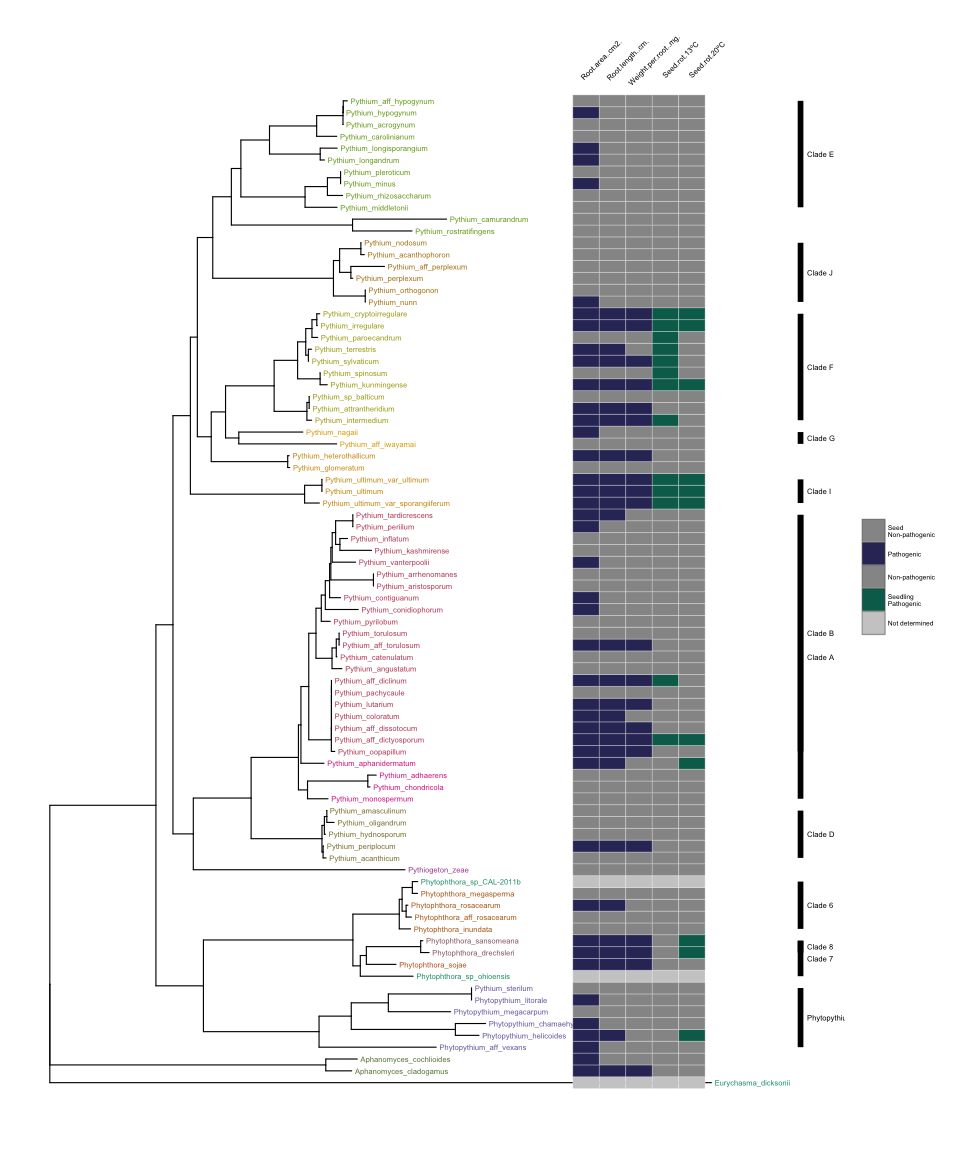 Root.area..cm2.
Root.length..cm.
Weight.per.root..mg.
Seed.rot.13ºC
Seed.rot.20ºC
Pythium_aff_hypogynum
Pythium_hypogynum
Pythium_acrogynum
Pythium_carolinianum
Pythium_longisporangium
Clade E
Pythium_longandrum
Pythium_pleroticum
Pythium_minus
Pythium_rhizosaccharum
Pythium_middletonii
Pythium_camurandrum
Pythium_rostratifingens
Pythium_nodosum
Pythium_acanthophoron
Pythium_aff_perplexum
Clade J
Pythium_perplexum
Pythium_orthogonon
Pythium_nunn
Pythium_cryptoirregulare
Pythium_irregulare
Pythium_paroecandrum
Pythium_terrestris
Pythium_sylvaticum
Clade F
Pythium_spinosum
Pythium_kunmingense
Pythium_sp_balticum
Pythium_attrantheridium
Pythium_intermedium
Pythium_nagaii
Clade G
Pythium_aff_iwayamai
Pythium_heterothallicum
Pythium_glomeratum
Pythium_ultimum_var_ultimum
Pythium_ultimum
Clade I
Pythium_ultimum_var_sporangiiferum
Pythium_tardicrescens
Pythium_periilum
Pythium_inflatum
Pythium_kashmirense
Pythium_vanterpoolii
Pythium_arrhenomanes
Pythium_aristosporum
Pythium_contiguanum
Pythium_conidiophorum
Pythium_pyrilobum
Pythium_torulosum
Clade B
Pythium_aff_torulosum
Pythium_catenulatum
Clade A
Pythium_angustatum
Pythium_aff_diclinum
Pythium_pachycaule
Pythium_lutarium
Pythium_coloratum
Pythium_aff_dissotocum
Pythium_aff_dictyosporum
Pythium_oopapillum
Pythium_aphanidermatum
Pythium_adhaerens
Pythium_chondricola
Pythium_monospermum
Pythium_amasculinum
Pythium_oligandrum
Pythium_hydnosporum
Clade D
Pythium_periplocum
Pythium_acanthicum
Pythiogeton_zeae
Phytophthora_sp_CAL-2011b
Phytophthora_megasperma
Phytophthora_rosacearum
Clade 6
Phytophthora_aff_rosacearum
Phytophthora_inundata
Phytophthora_sansomeana
Clade 8
Phytophthora_drechsleri
Clade 7
Phytophthora_sojae
Phytophthora_sp_ohioensis
Pythium_sterilum
Phytopythium_litorale
Phytopythium_megacarpum
Phytopythiu
Phytopythium_chamaehy
Phytopythium_helicoides
Phytopythium_aff_vexans
Aphanomyces_cochlioides
Aphanomyces_cladogamus
Eurychasma_dicksonii
Seed
Non-pathogenic
Pathogenic
Non-pathogenic
Seedling
Pathogenic
Not determined